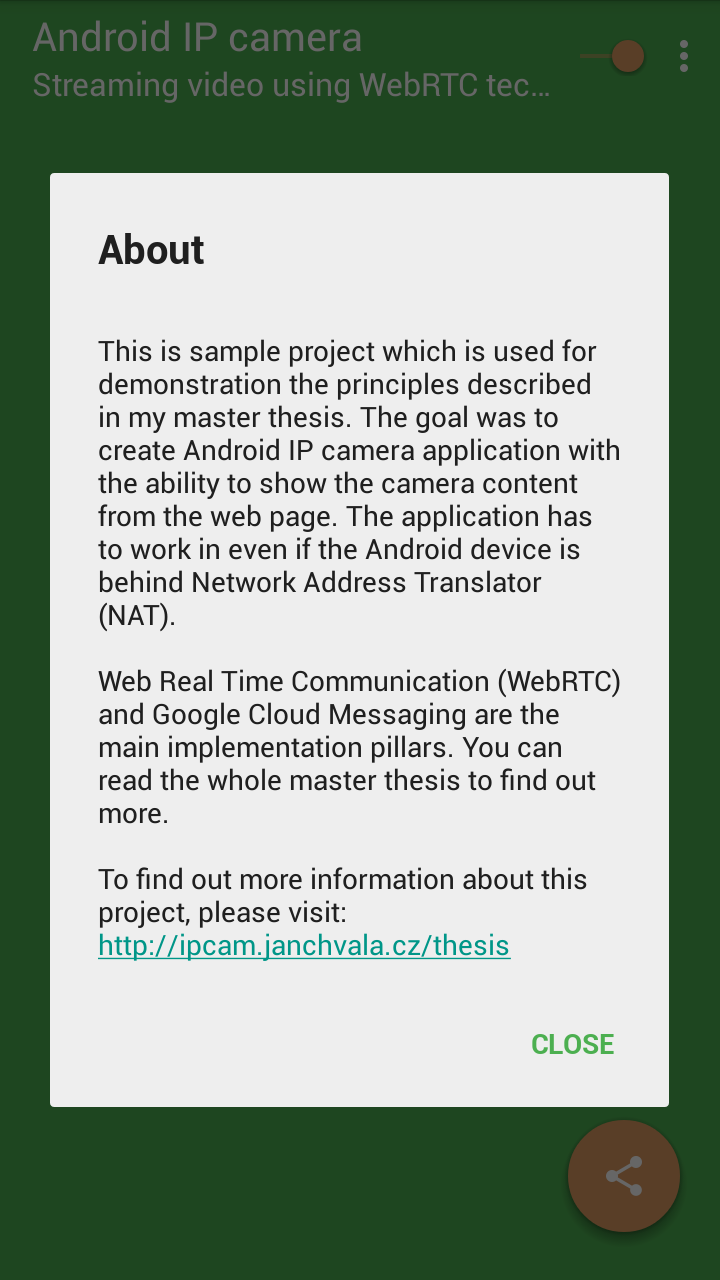 Android IP camera
Streaming video using WebRTC tec...
About
This is sample project which is used for
demonstration the principles described
in my master thesis. The goal was to
create Android IP camera application with
the ability to show the camera content
from the web page. The application has
to work in even if the Android device is
behind Network Address Translator
(NAT).
Web Real Time Communication (WebRTC)
and Google Cloud Messaging are the
main implementation pillars. You can
read the whole master thesis to find out
more.
To find out more information about this
project, please visit:
http://ipcam.janchvala.cz/thesis
CLOSE